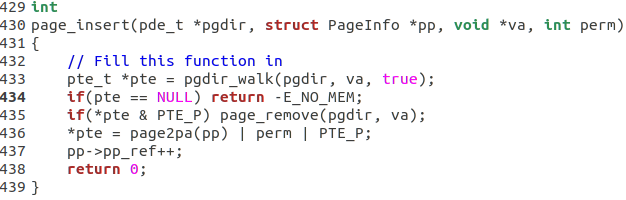 429 int
430 page_insert(pde_t *pgdir, struct PageInfo *pp, void *va, int perm)
431 {
432     // Fill this function in
433     pte_t *pte = pgdir_walk(pgdir, va, true);
434     if(pte == NULL) return -E_NO_MEM;
435     if(*pte & PTE_P) page_remove(pgdir, va);
436     *pte = page2pa(pp) | perm | PTE_P;
437     pp->pp_ref++;
438     return 0;
439 }